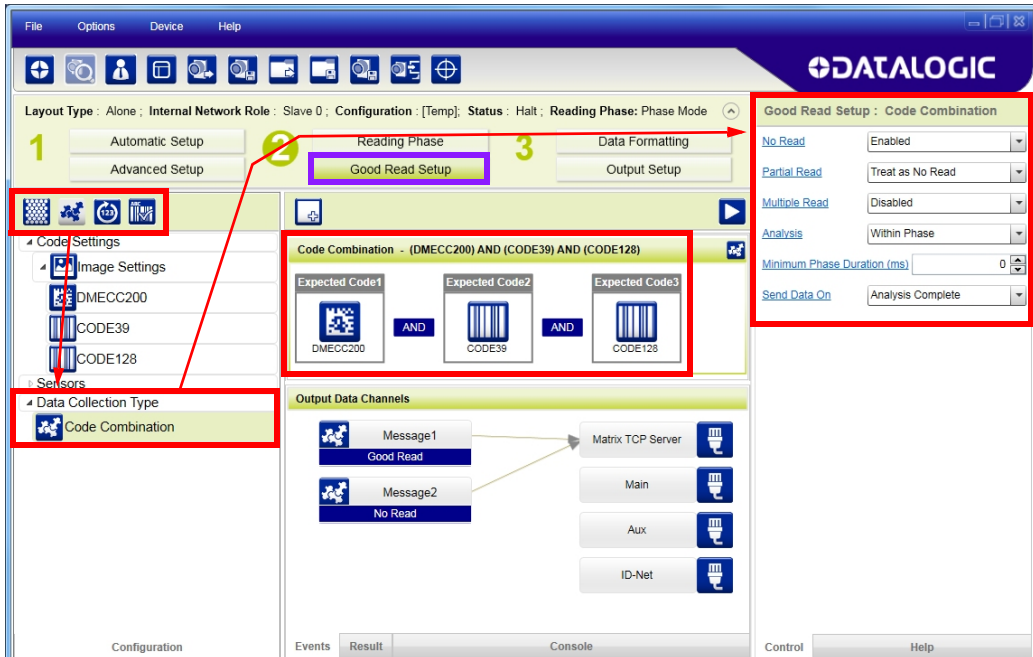 File Options Device Help
DATALOGIC
Layout Type : Alone ; Internal Network Role : Slave 0 ; Configuration : [Temp]; Status : Halt ; Reading Phase: Phase Mode
1 Automatic Setup
Advanced Setup
2 Reading Phase
Good Read Setup
3 Data Formatting
Output Setup
123
Code Settings
Image Settings
DMECC200
CODE39
CODE128
Sensors
Data Collection Type
Code Combination
Configuration
Code Combination - (DMECC200) AND (CODE39) AND (CODE128)
Expected Code1 Expected Code2 Expected Code3
AND AND
DMECC200 CODE39 CODE128
Output Data Channels
Message1
Good Read
Message2
No Read
Matrix TCP Server
Main
Aux
ID-Net
Events Result Console
Good Read Setup : Code Combination
No Read Enabled
Partial Read Treat as No Read
Multiple Read Disabled
Analysis Within Phase
Minimum Phase Duration (ms) 0
Send Data On Analysis Complete
Control Help